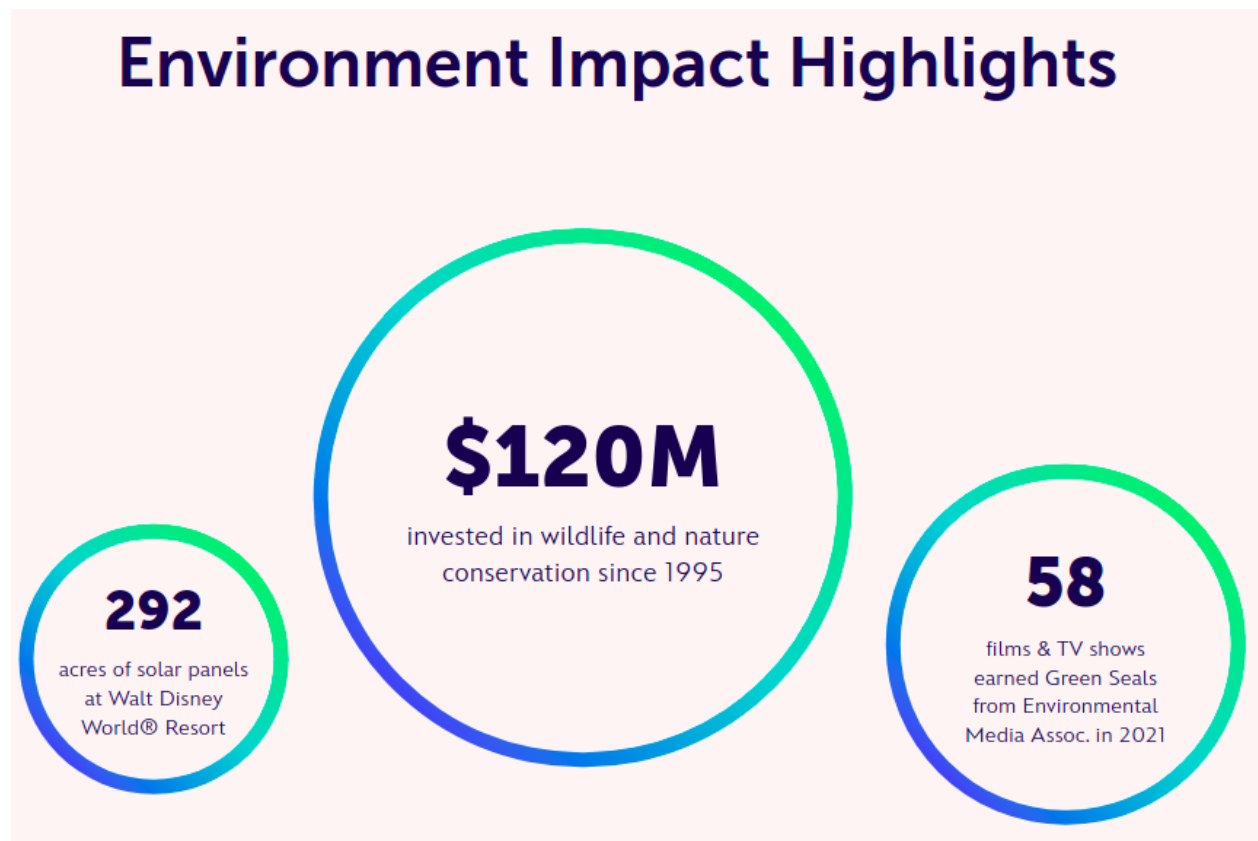 Environment Impact Highlights
$120M
invested in wildlife and nature
conservation since 1995
292
acres of solar panels
at Walt Disney
World® Resort
58
films & TV shows
earned Green Seals
from Environmental
Media Assoc. in 2021